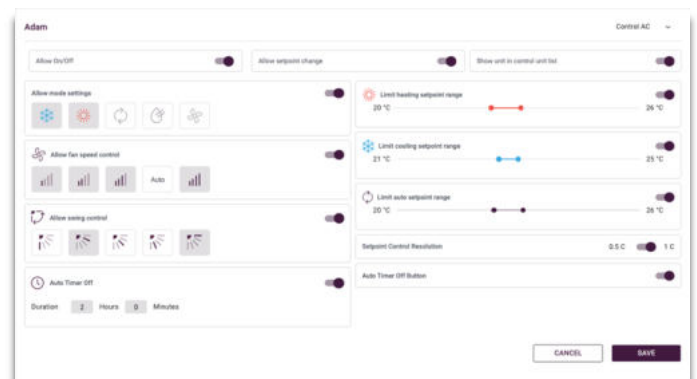 Adam
Control AC
Allow On/Off
Allow setpoint change
Show unit in control unit list
Allow mode settings
Limit heating setpoint range
20 °C
26 °C
Allow fan speed control
Auto
Limit cooling setpoint range
21 °C
25 °C
Allow swing control
Limit auto setpoint range
20 °C
26 °C
Setpoint Control Resolution
0.5 C
1 C
Auto Timer Off
Duration 2 Hours 0 Minutes
Auto Timer Off Button
CANCEL
SAVE